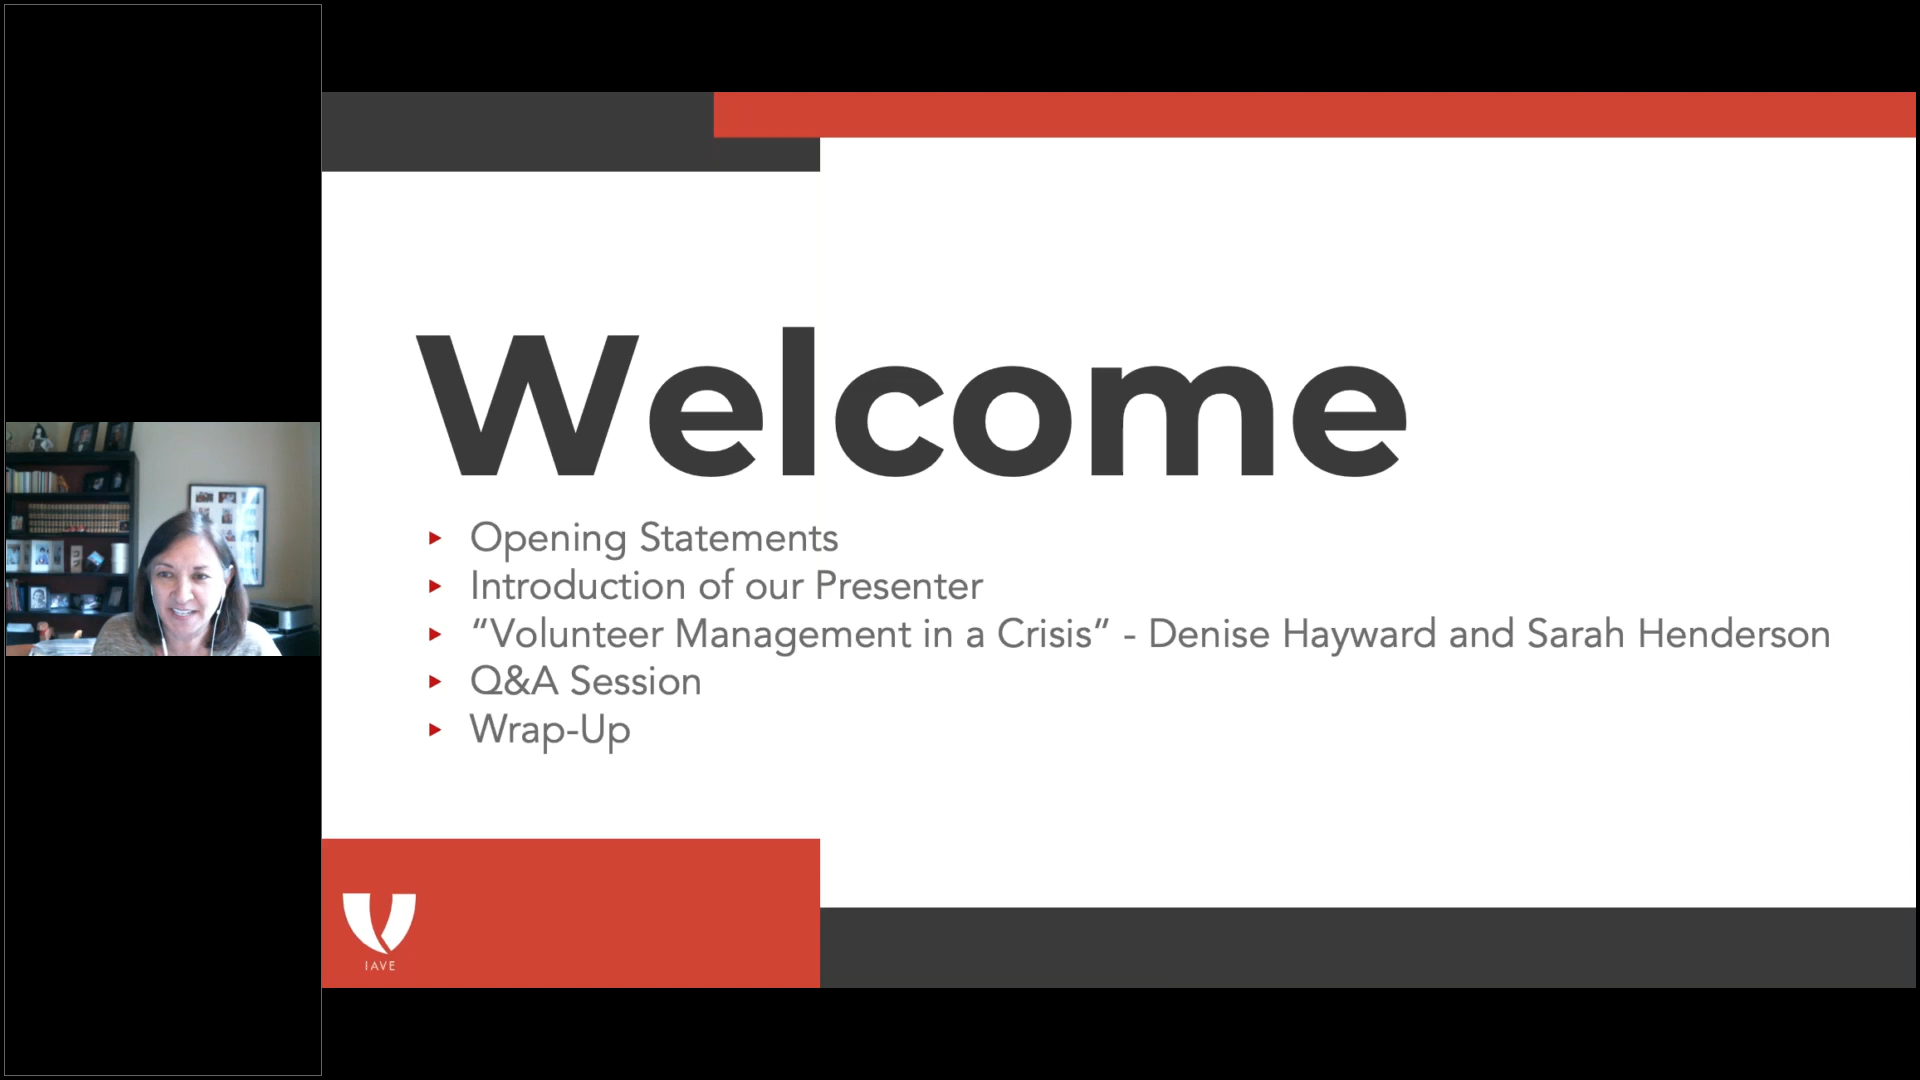 Welcome
Opening Statements
Introduction of our Presenter
“Volunteer Management in a Crisis” - Denise Hayward and Sarah Henderson
Q&A Session
Wrap-Up
IAVE